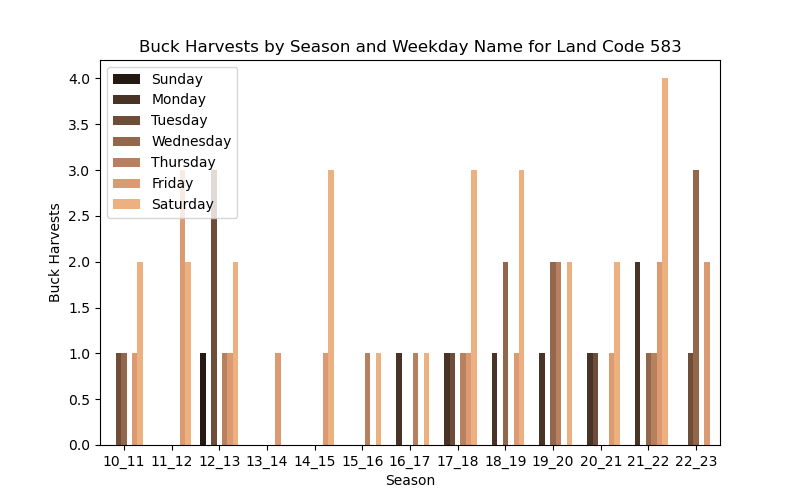 Buck Harvests by Season and Weekday Name for Land Code 583
Sunday
Monday
Tuesday
Wednesday
Thursday
Friday
Saturday
4.0
3.5
3.0
2.5
2.0
1.5
1.0
0.5
0.0
Buck Harvests
10_11 11_12 12_13 13_14 14_15 15_16 16_17 17_18 18_19 19_20 20_21 21_22 22_23
Season